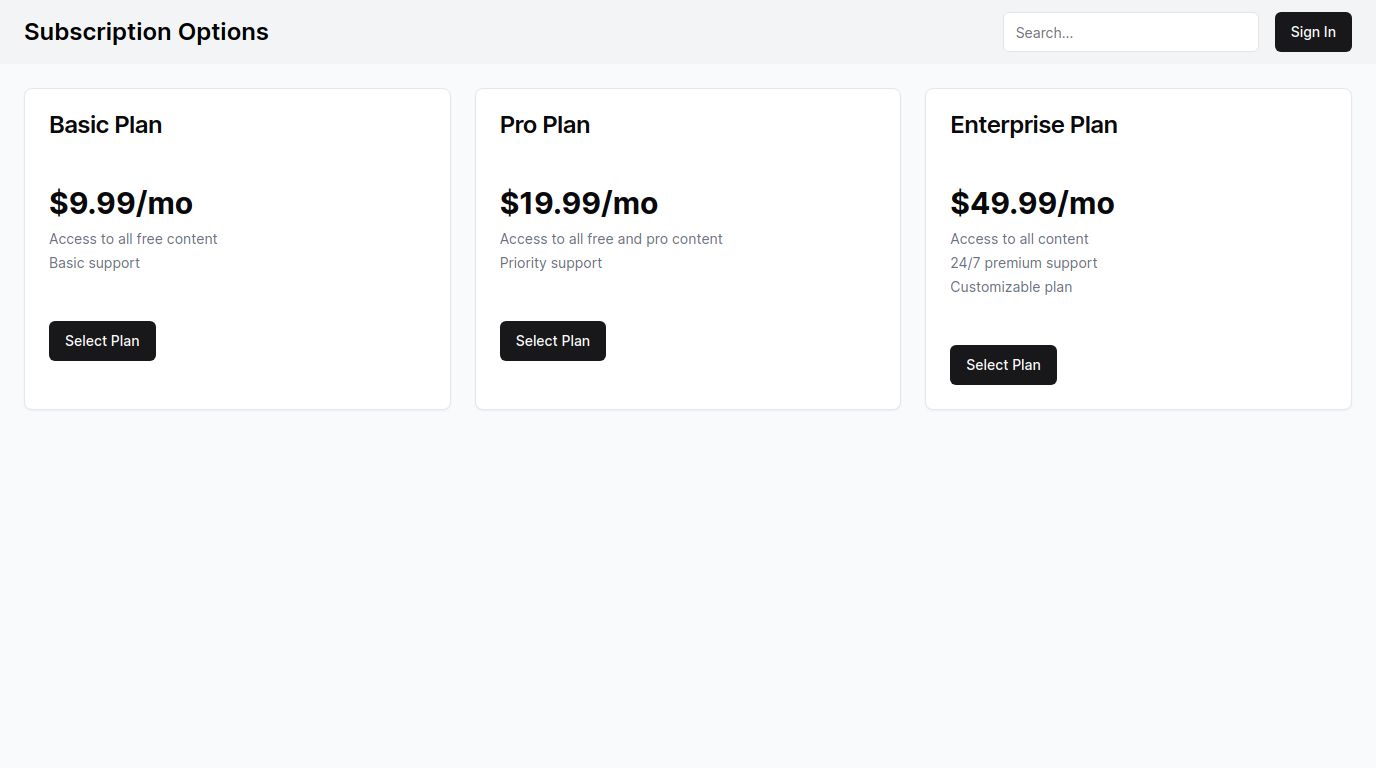 Subscription Options
Search...
Sign In
Basic Plan
$9.99/mo
Access to all free content
Basic support
Select Plan
Pro Plan
$19.99/mo
Access to all free and pro content
Priority support
Select Plan
Enterprise Plan
$49.99/mo
Access to all content
24/7 premium support
Customizable plan
Select Plan